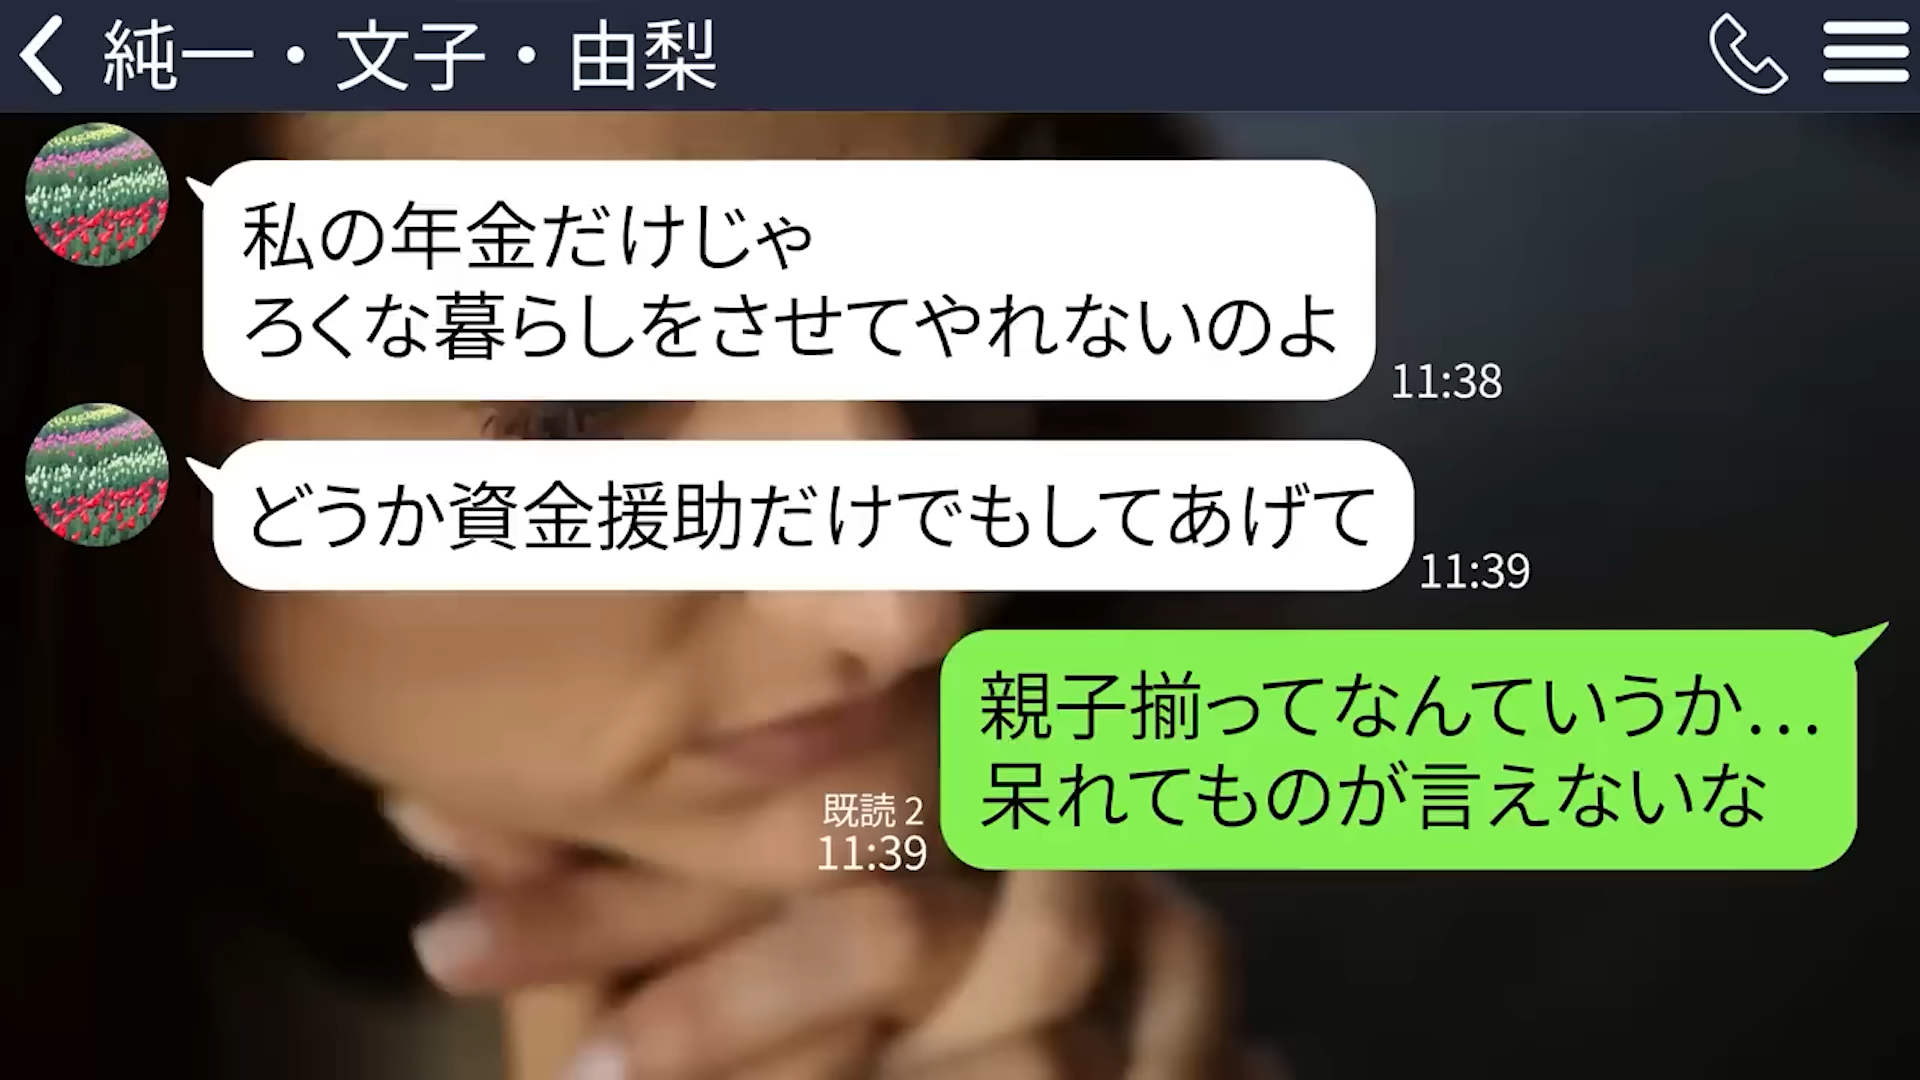 純一・文子・由梨
私の年金だけじゃ
ろくな暮らしをさせてやれないのよ
11:38
どうか資金援助だけでもしてあげて
11:39
親子揃ってなんていうか…
呆れてものが言えないな
既読 2
11:39